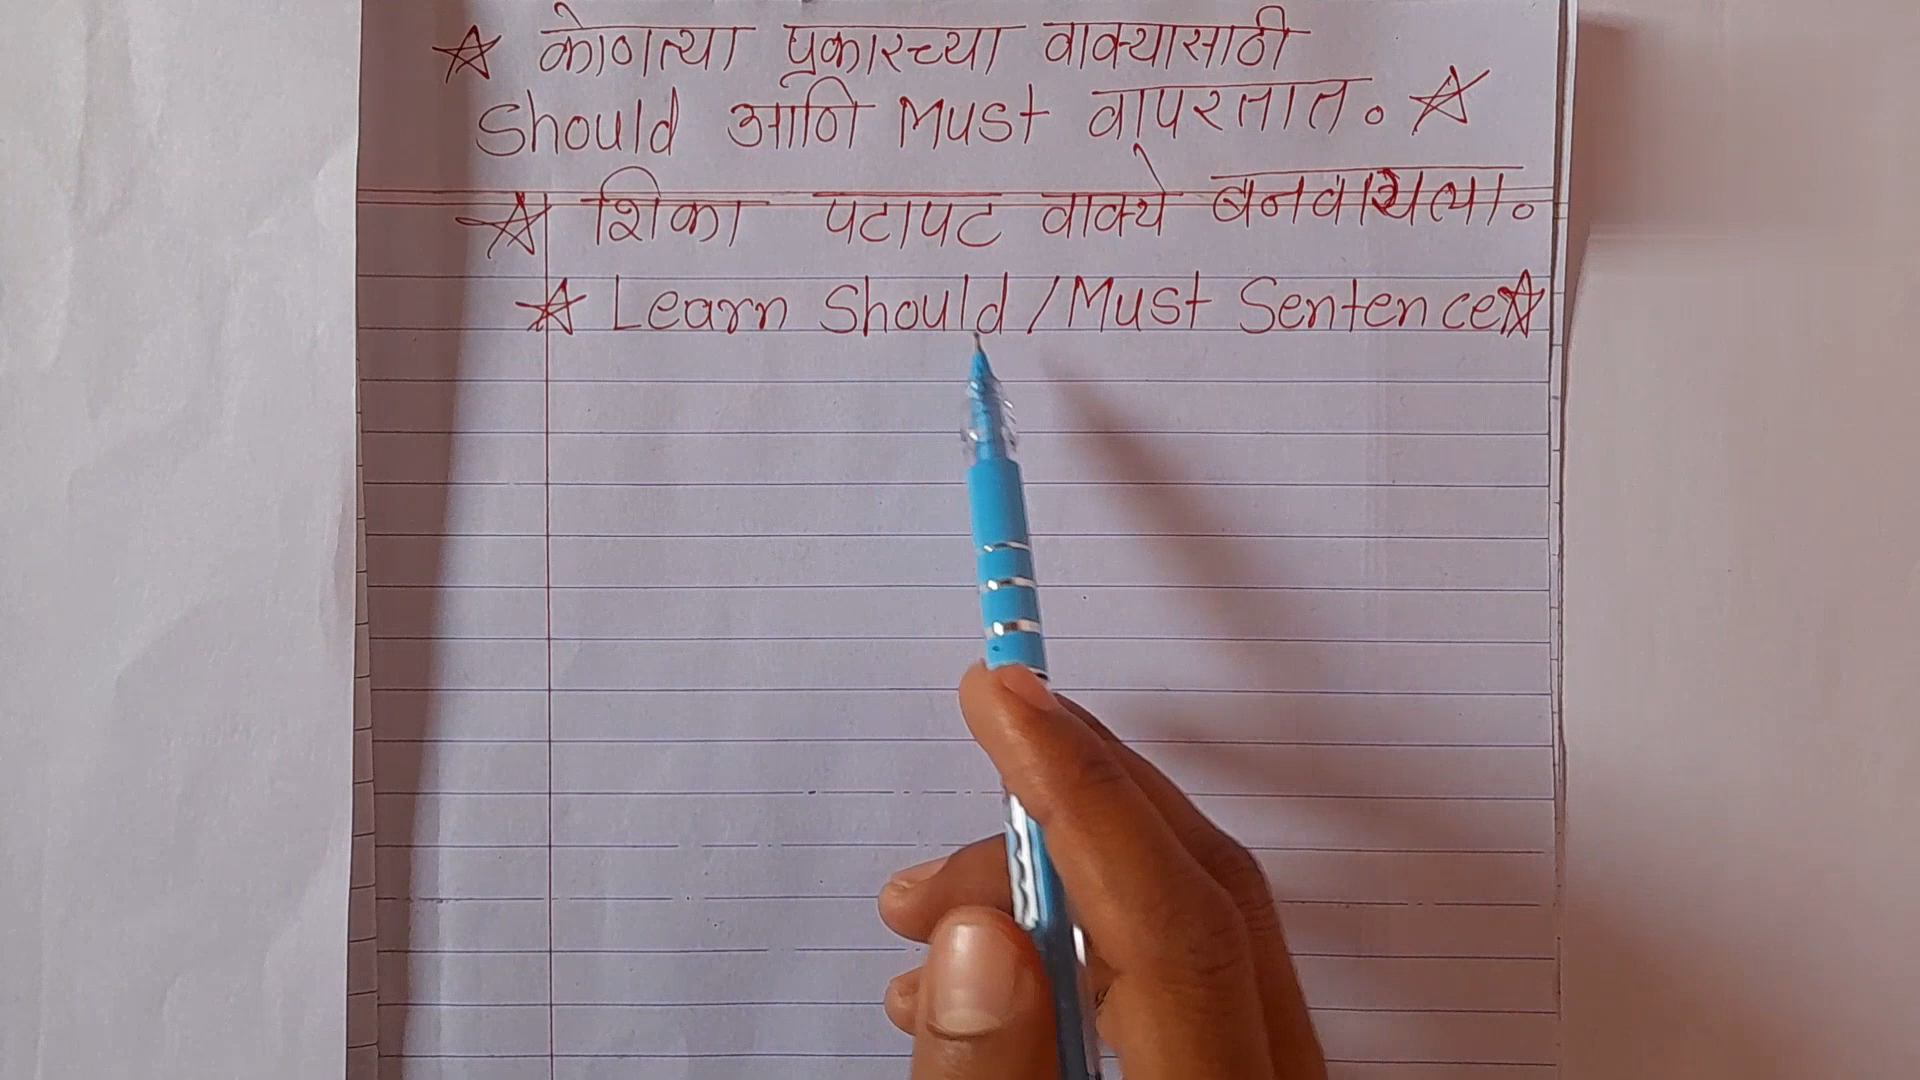 ☆ कोणत्या प्रकारच्या वाक्यासाठी
Should आणि Must वापरतात. ☆
☆ शिका पटापट वाक्ये बनवायला.
☆ Learn Should/Must Sentence☆